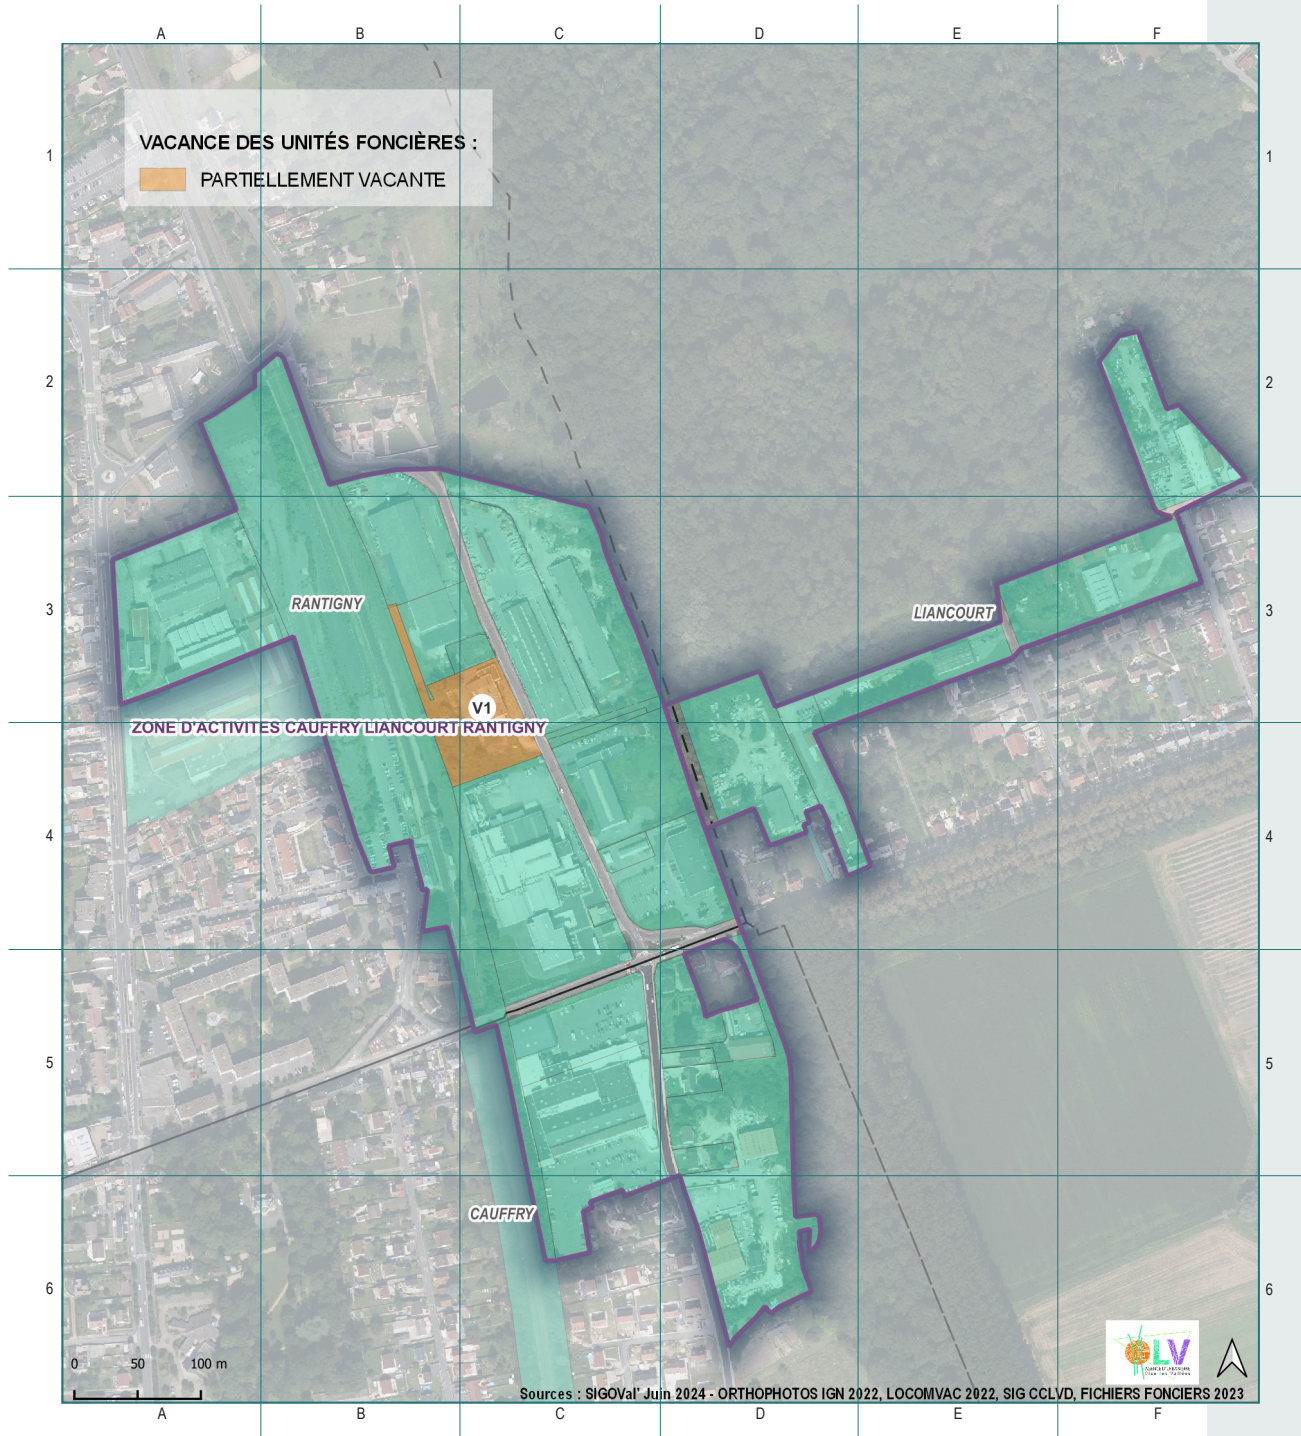 A B C D E F
VACANCE DES UNITÉS FONCIÈRES :
PARTIELLEMENT VACANTE
1 1
2 2
3 3
RANTIGNY
LIANCOURT
V1
ZONE D'ACTIVITES CAUFFRY LIANCOURT RANTIGNY
4 4
5 5
CAUFFRY
6 6
LV
0 50 100 m
Sources : SIGOVal' Juin 2024 - ORTHOPHOTOS IGN 2022, LOCOMVAC 2022, SIG CCLVD, FICHIERS FONCIERS 2023
A B C D E F